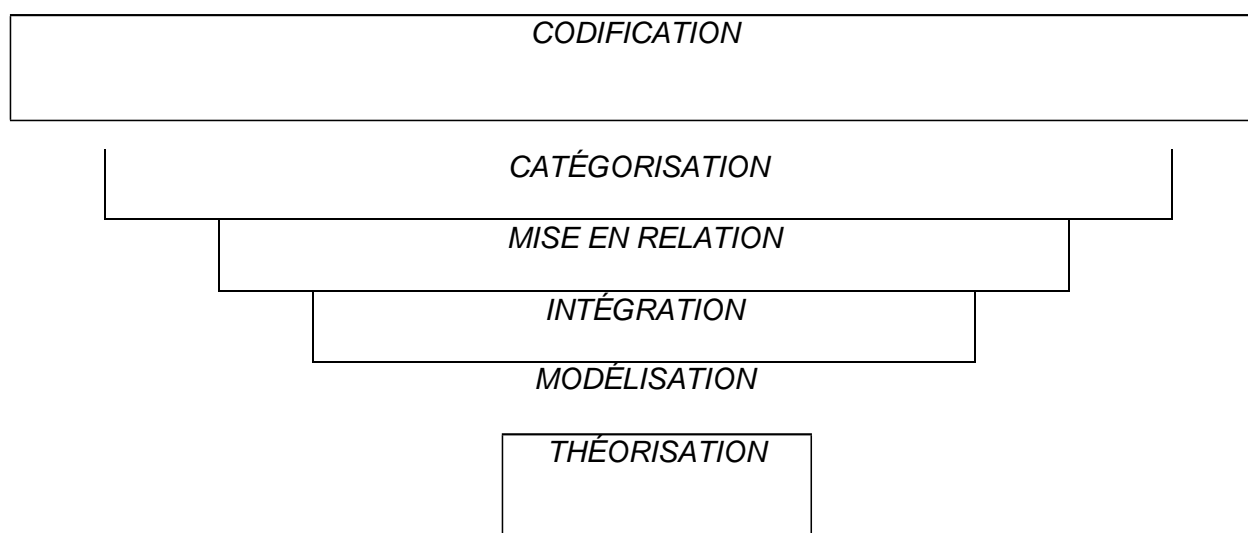 CODIFICATION
CATÉGORISATION
MISE EN RELATION
INTÉGRATION
MODÉLISATION
THÉORISATION